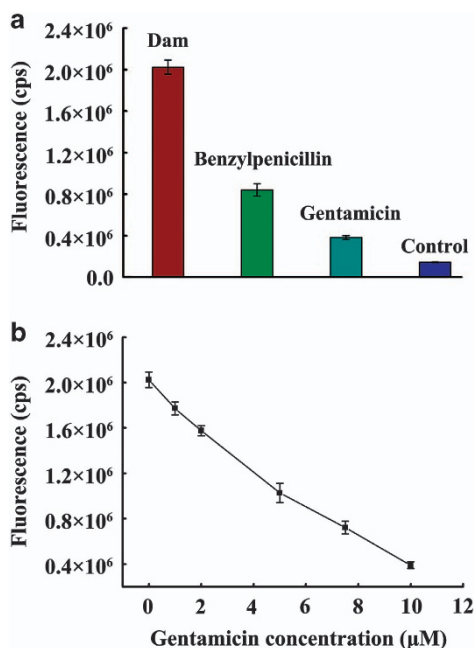 a
2.4×10⁶
Dam
2.0×10⁶
1.6×10⁶
1.2×10⁶
Benzylpenicillin
0.8×10⁶
Gentamicin
0.4×10⁶
Control
0.0
Fluorescence (cps)
b
2.4×10⁶
2.0×10⁶
1.6×10⁶
1.2×10⁶
0.8×10⁶
0.4×10⁶
Fluorescence (cps)
0 2 4 6 8 10 12
Gentamicin concentration (μM)